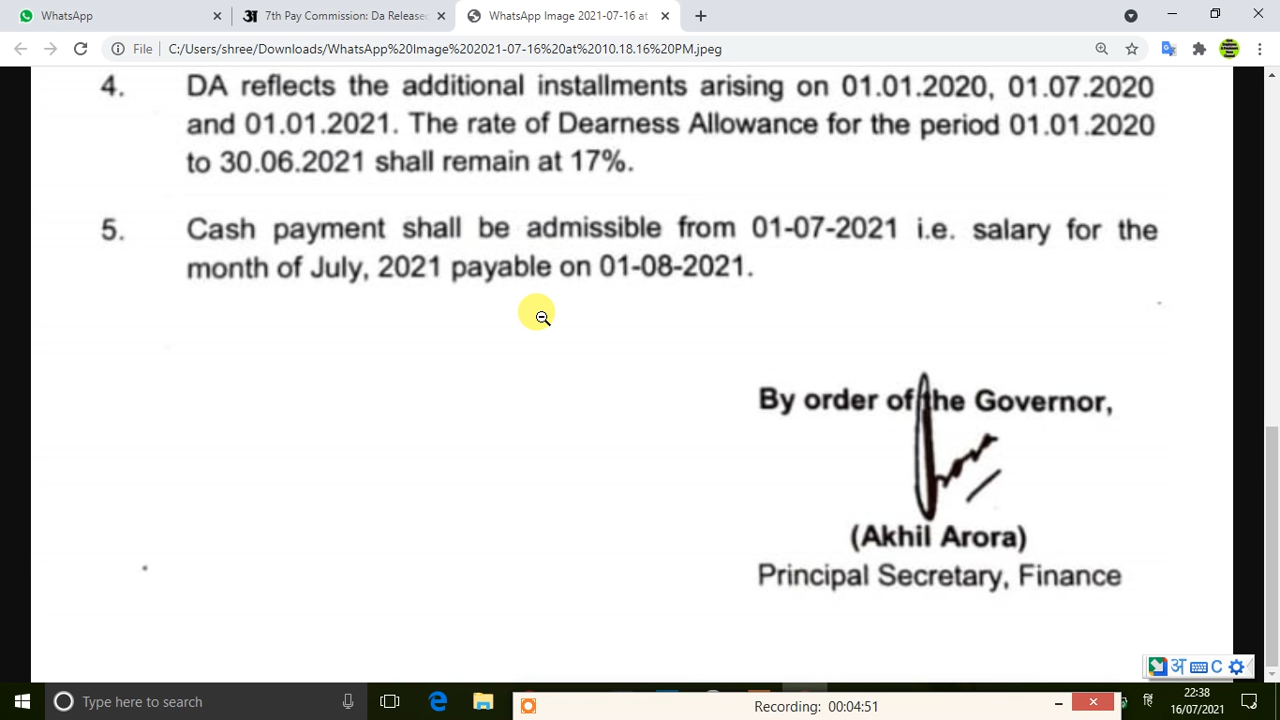 WhatsApp
7th Pay Commission: Da Released
WhatsApp Image 2021-07-16 at
File
C:/Users/shree/Downloads/WhatsApp%20Image%202021-07-16%20at%2010.18.16%20PM.jpeg
4. DA reflects the additional installments arising on 01.01.2020, 01.07.2020
and 01.01.2021. The rate of Dearness Allowance for the period 01.01.2020
to 30.06.2021 shall remain at 17%.
5. Cash payment shall be admissible from 01-07-2021 i.e. salary for the
month of July, 2021 payable on 01-08-2021.
By order of the Governor,
(Akhil Arora)
Principal Secretary, Finance
अ C
Type here to search
Recording: 00:04:51
हि
22:38
16/07/2021